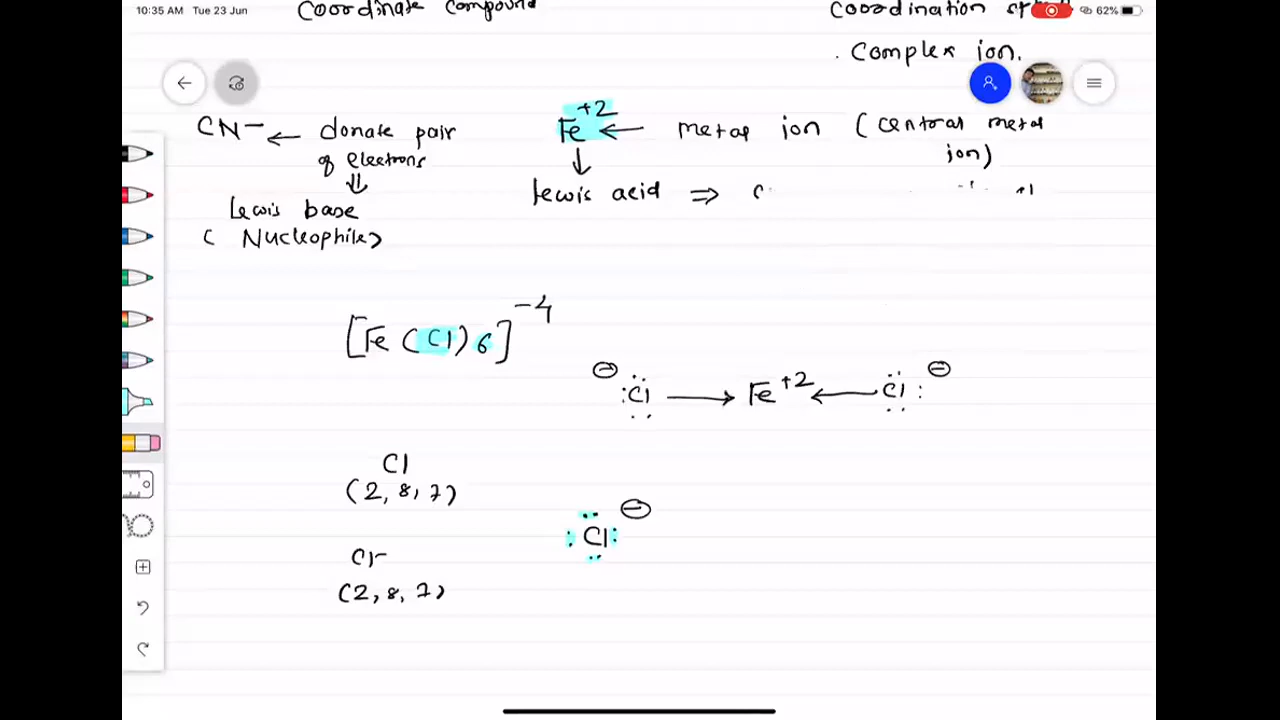 10:35 AM Tue 23 Jun
62%
Coordinate compound
Coordination
Complex ion.
CN⁻ ← donate pair
of electrons
⇓
Lewis base
( Nucleophile)
Fe⁺² ← metal ion (central metal
ion)
↓
Lewis acid ⇒
[Fe (Cl)6]⁻⁴
⊖ :Cl → Fe⁺² ← Cl: ⊖
Cl
(2, 8, 7)
:Cl: ⊖
Cl-
(2, 8, 7)